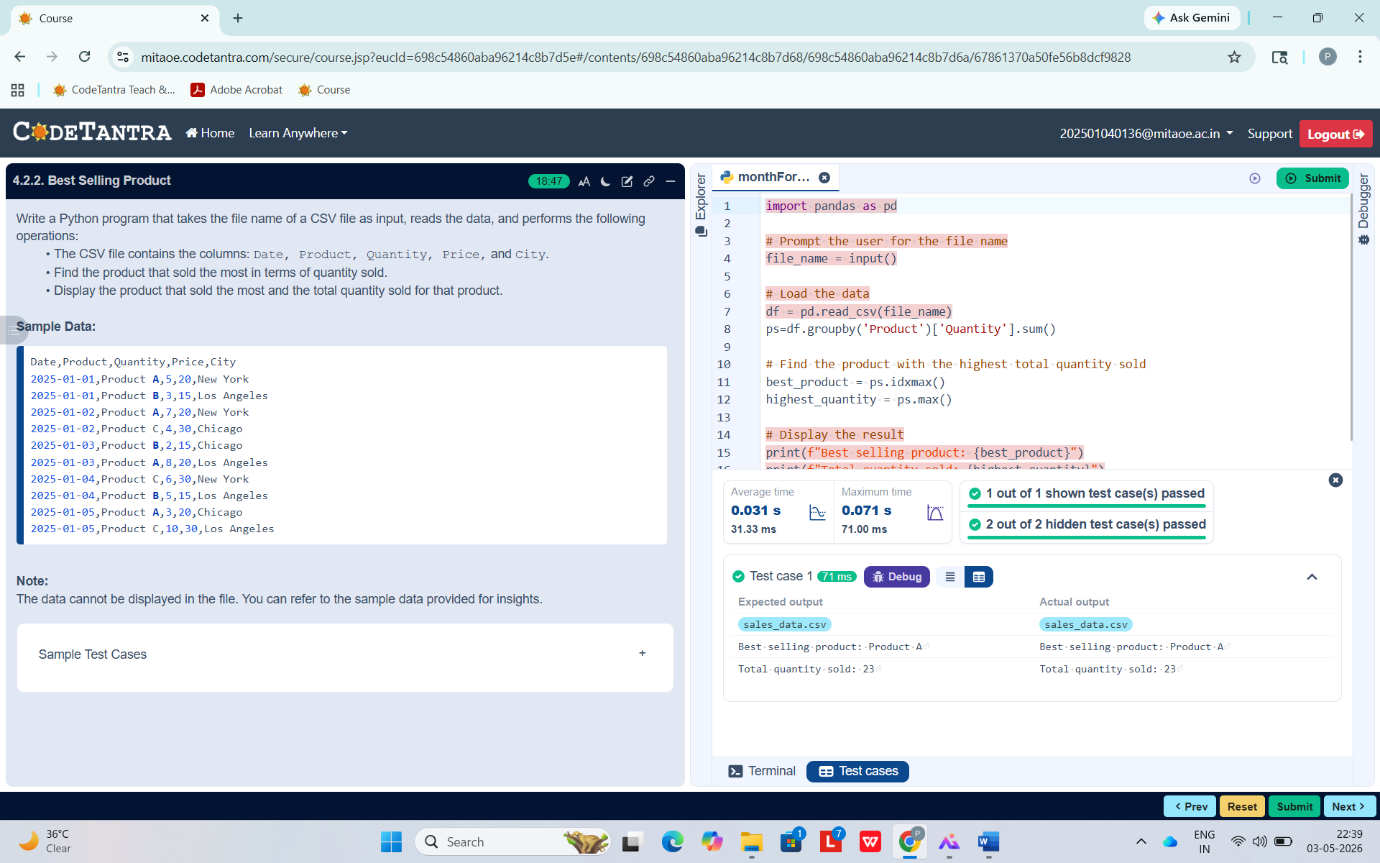 Course
Ask Gemini
mitaoe.codetantra.com/secure/course.jsp?eucId=698c54860aba96214c8b7d5e#/contents/698c54860aba96214c8b7d68/698c54860aba96214c8b7d6a/67861370a50fe56b8dcf9828
P
CodeTantra Teach &...
Adobe Acrobat
Course
CODETANTRA
Home
Learn Anywhere
202501040136@mitaoe.ac.in
Support
Logout
4.2.2. Best Selling Product
18:47
AA
Write a Python program that takes the file name of a CSV file as input, reads the data, and performs the following
operations:
• The CSV file contains the columns: Date, Product, Quantity, Price, and City.
• Find the product that sold the most in terms of quantity sold.
• Display the product that sold the most and the total quantity sold for that product.
Sample Data:
Date,Product,Quantity,Price,City
2025-01-01,Product A,5,20,New York
2025-01-01,Product B,3,15,Los Angeles
2025-01-02,Product A,7,20,New York
2025-01-02,Product C,4,30,Chicago
2025-01-03,Product B,2,15,Chicago
2025-01-03,Product A,8,20,Los Angeles
2025-01-04,Product C,6,30,New York
2025-01-04,Product B,5,15,Los Angeles
2025-01-05,Product A,3,20,Chicago
2025-01-05,Product C,10,30,Los Angeles
Note:
The data cannot be displayed in the file. You can refer to the sample data provided for insights.
Sample Test Cases
+
Explorer
monthFor...
Submit
Debugger
1 import pandas as pd
2
3 # Prompt the user for the file name
4 file_name = input()
5
6 # Load the data
7 df = pd.read_csv(file_name)
8 ps=df.groupby('Product')['Quantity'].sum()
9
10 # Find the product with the highest total quantity sold
11 best_product = ps.idxmax()
12 highest_quantity = ps.max()
13
14 # Display the result
15 print(f"Best selling product: {best_product}")
16 print(f"Total quantity sold: {highest_quantity}")
Average time
0.031 s
31.33 ms
Maximum time
0.071 s
71.00 ms
1 out of 1 shown test case(s) passed
2 out of 2 hidden test case(s) passed
Test case 1
71 ms
Debug
Expected output
Actual output
sales_data.csv
sales_data.csv
Best selling product: Product A
Best selling product: Product A
Total quantity sold: 23
Total quantity sold: 23
Terminal
Test cases
< Prev
Reset
Submit
Next >
36°C
Clear
Search
1
7
L
W
P
W
ENG
IN
22:39
03-05-2026